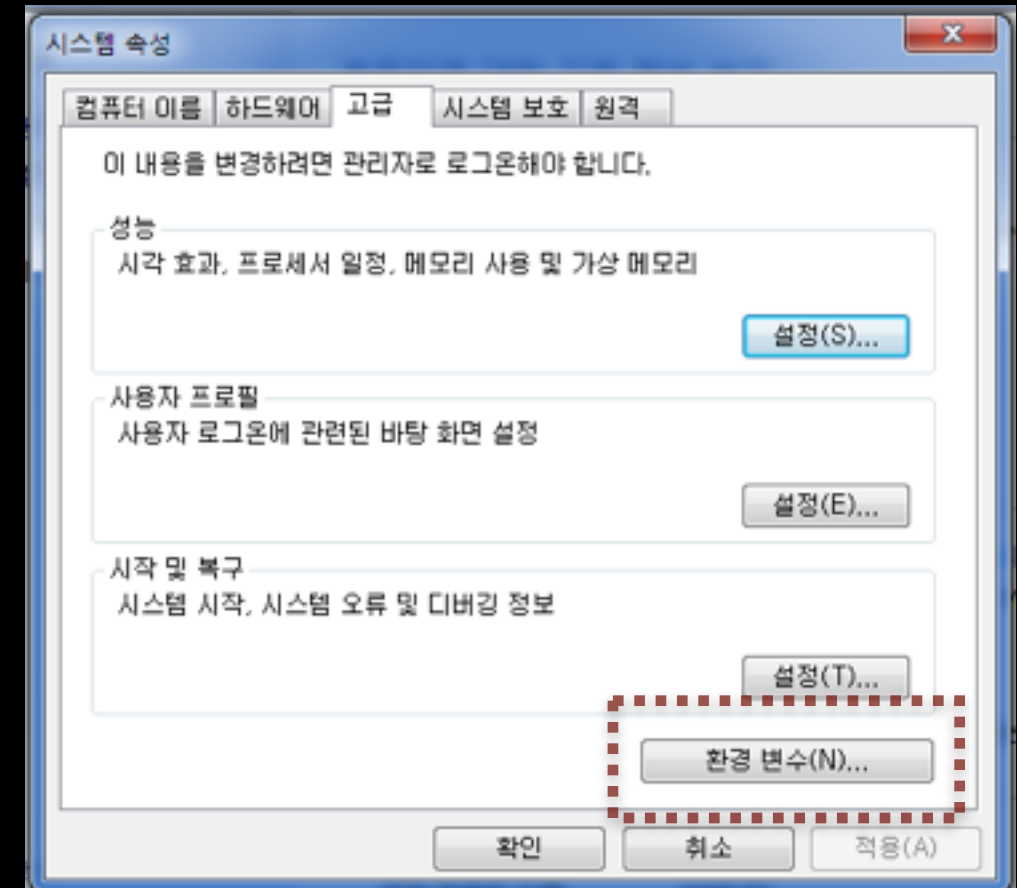 시스템 속성
컴퓨터 이름 하드웨어 고급 시스템 보호 원격
이 내용을 변경하려면 관리자로 로그온해야 합니다.
성능
시각 효과, 프로세서 일정, 메모리 사용 및 가상 메모리
설정(S)...
사용자 프로필
사용자 로그온에 관련된 바탕 화면 설정
설정(E)...
시작 및 복구
시스템 시작, 시스템 오류 및 디버깅 정보
설정(T)...
환경 변수(N)...
확인 취소 적용(A)